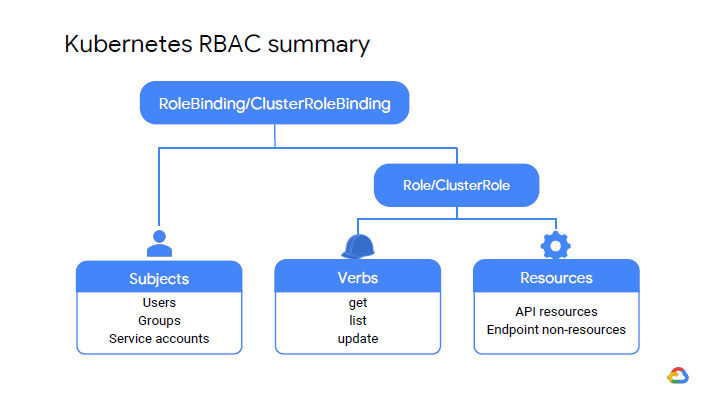 Kubernetes RBAC summary
RoleBinding/ClusterRoleBinding
Role/ClusterRole
Subjects
Users
Groups
Service accounts
Verbs
get
list
update
Resources
API resources
Endpoint non-resources